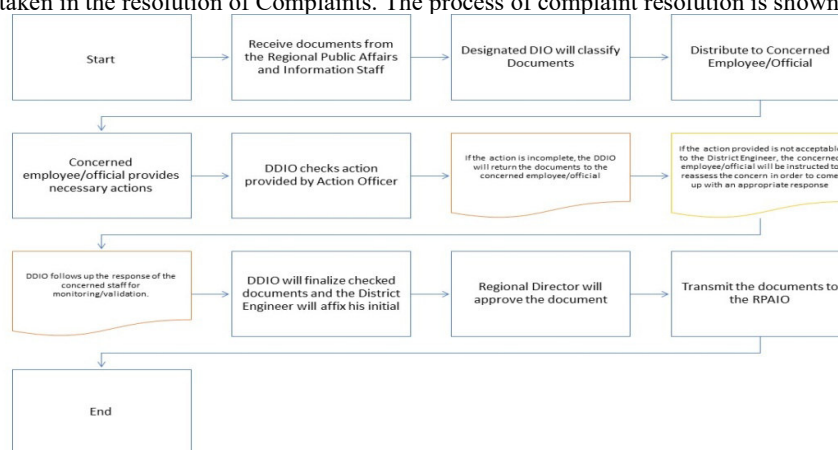 taken in the resolution of Complaints. The process of complaint resolution is shown
Start
Receive documents from
the Regional Public Affairs
and Information Staff
Designated DIO will classify
Documents
Distribute to Concerned
Employee/Official
Concerned
employee/official provides
necessary actions
DDIO checks action
provided by Action Officer
If the action is incomplete, the DDIO
will return the documents to the
concerned employee/official
If the action provided is not acceptable
to the District Engineer, the concerned
employee/official will be instructed to
reassess the concern in order to come
up with an appropriate response
DDIO follows up the response of the
concerned staff for
monitoring/validation.
DDIO will finalize checked
documents and the District
Engineer will affix his initial
Regional Director will
approve the document
Transmit the documents to
the RPAIO
End